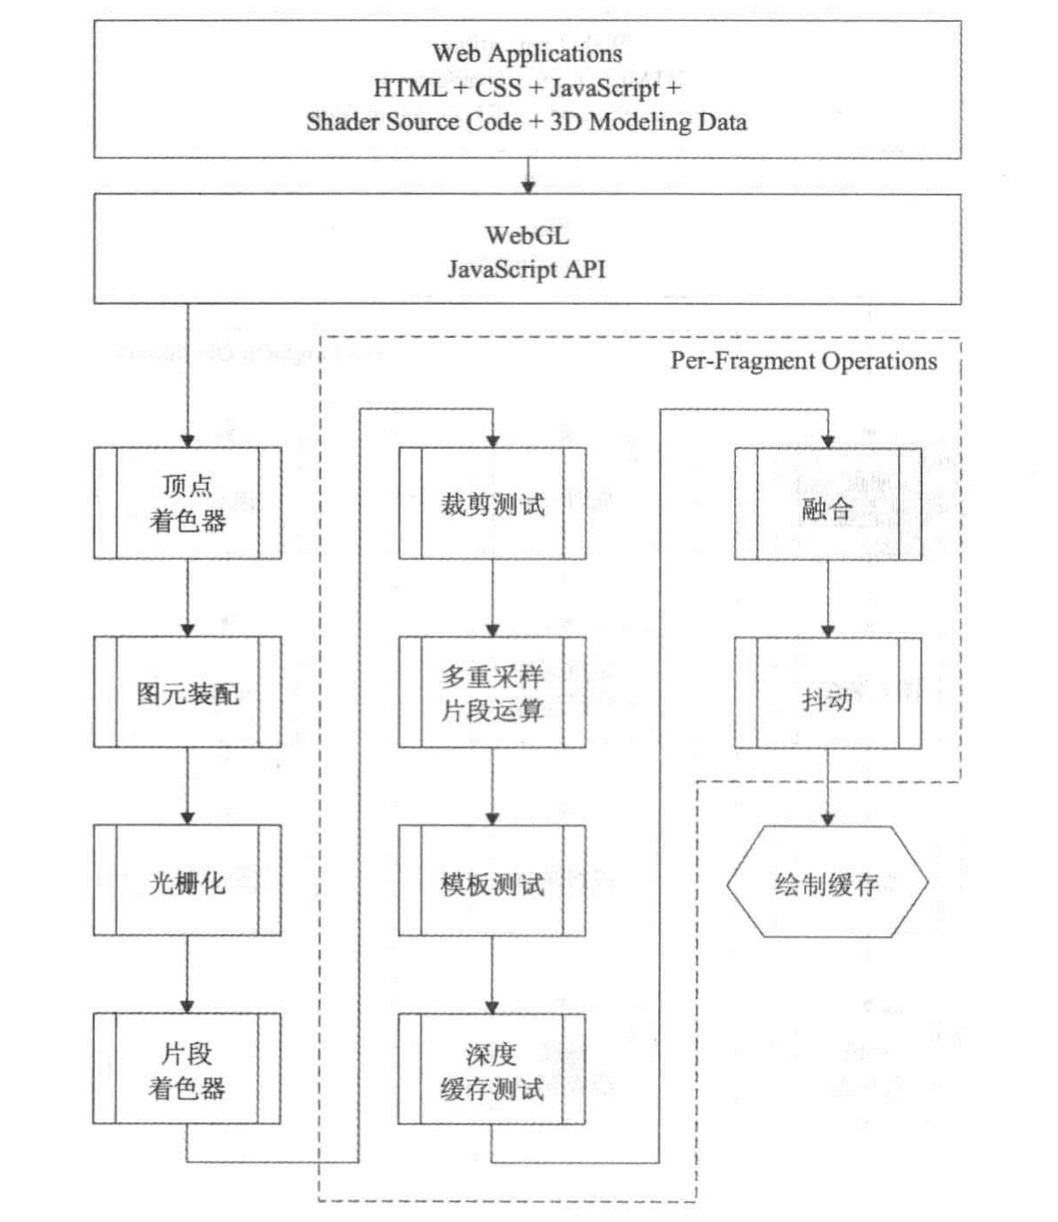 Web Applications
HTML + CSS + JavaScript +
Shader Source Code + 3D Modeling Data
WebGL
JavaScript API
Per-Fragment Operations
顶点
着色器
图元装配
光栅化
片段
着色器
裁剪测试
多重采样
片段运算
模板测试
深度
缓存测试
融合
抖动
绘制缓存